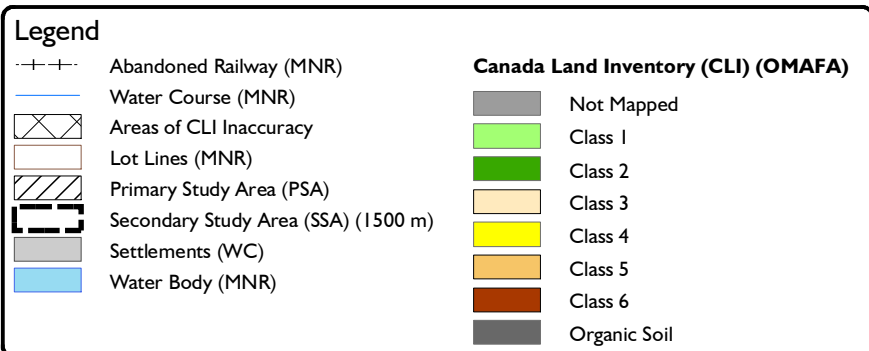 Legend
Abandoned Railway (MNR)
Water Course (MNR)
Areas of CLI Inaccuracy
Lot Lines (MNR)
Primary Study Area (PSA)
Secondary Study Area (SSA) (1500 m)
Settlements (WC)
Water Body (MNR)
Canada Land Inventory (CLI) (OMAFA)
Not Mapped
Class 1
Class 2
Class 3
Class 4
Class 5
Class 6
Organic Soil